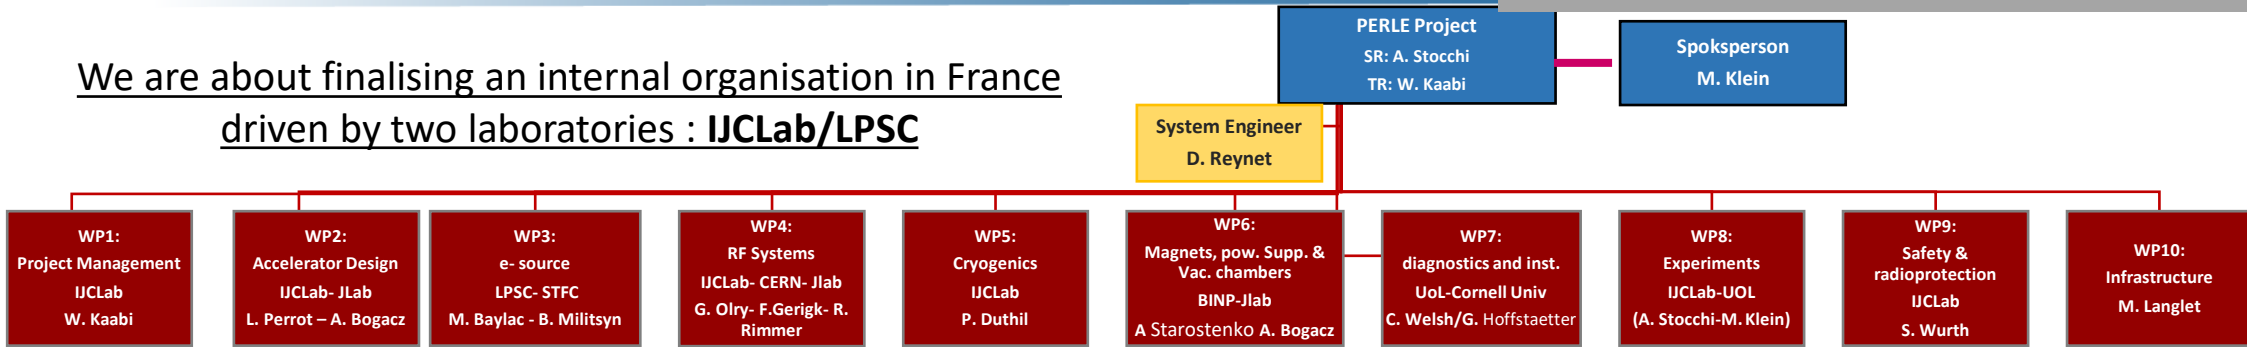 We are about finalising an internal organisation in France
driven by two laboratories : IJCLab/LPSC
PERLE Project
SR: A. Stocchi
TR: W. Kaabi
Spoksperson
M. Klein
System Engineer
D. Reynet
WP1:
Project Management
IJCLab
W. Kaabi
WP2:
Accelerator Design
IJCLab- JLab
L. Perrot – A. Bogacz
WP3:
e- source
LPSC- STFC
M. Baylac - B. Militsyn
WP4:
RF Systems
IJCLab- CERN- Jlab
G. Olry- F.Gerigk- R.
Rimmer
WP5:
Cryogenics
IJCLab
P. Duthil
WP6:
Magnets, pow. Supp. &
Vac. chambers
BINP-Jlab
A Starostenko A. Bogacz
WP7:
diagnostics and inst.
UoL-Cornell Univ
C. Welsh/G. Hoffstaetter
WP8:
Experiments
IJCLab-UOL
(A. Stocchi-M. Klein)
WP9:
Safety &
radioprotection
IJCLab
S. Wurth
WP10:
Infrastructure
M. Langlet